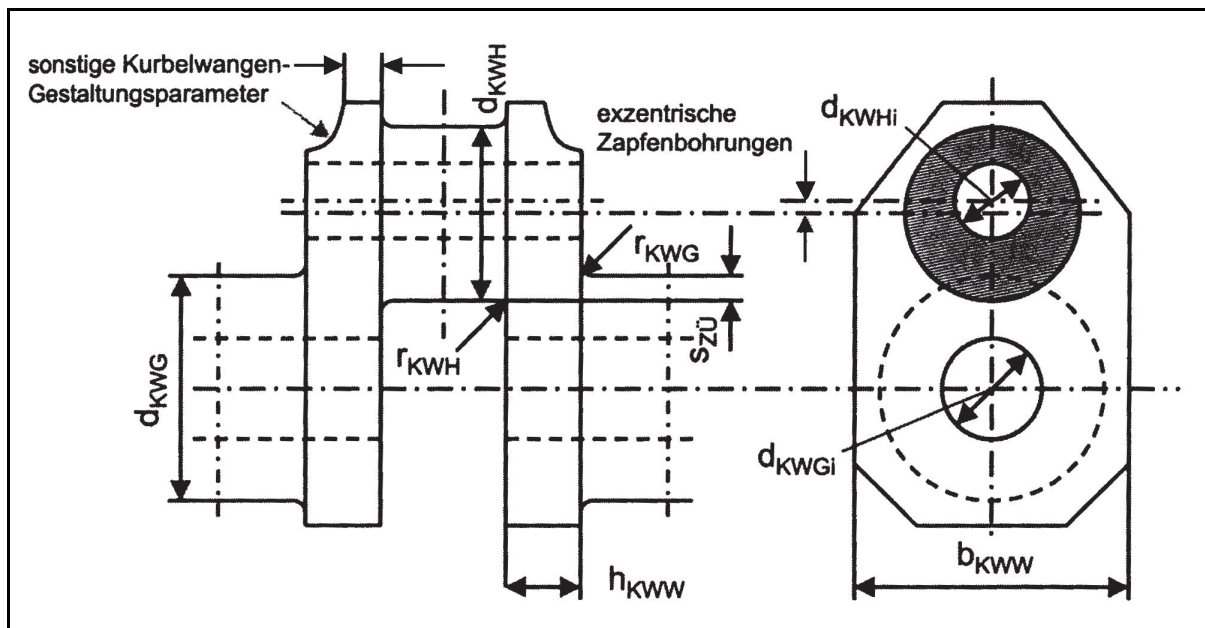 sonstige Kurbelwangen-
Gestaltungsparameter
d_KWH
exzentrische
Zapfenbohrungen
d_KWHi
r_KWG
r_KWH
s_ZÜ
d_KWG
d_KWGi
h_KWW
b_KWW